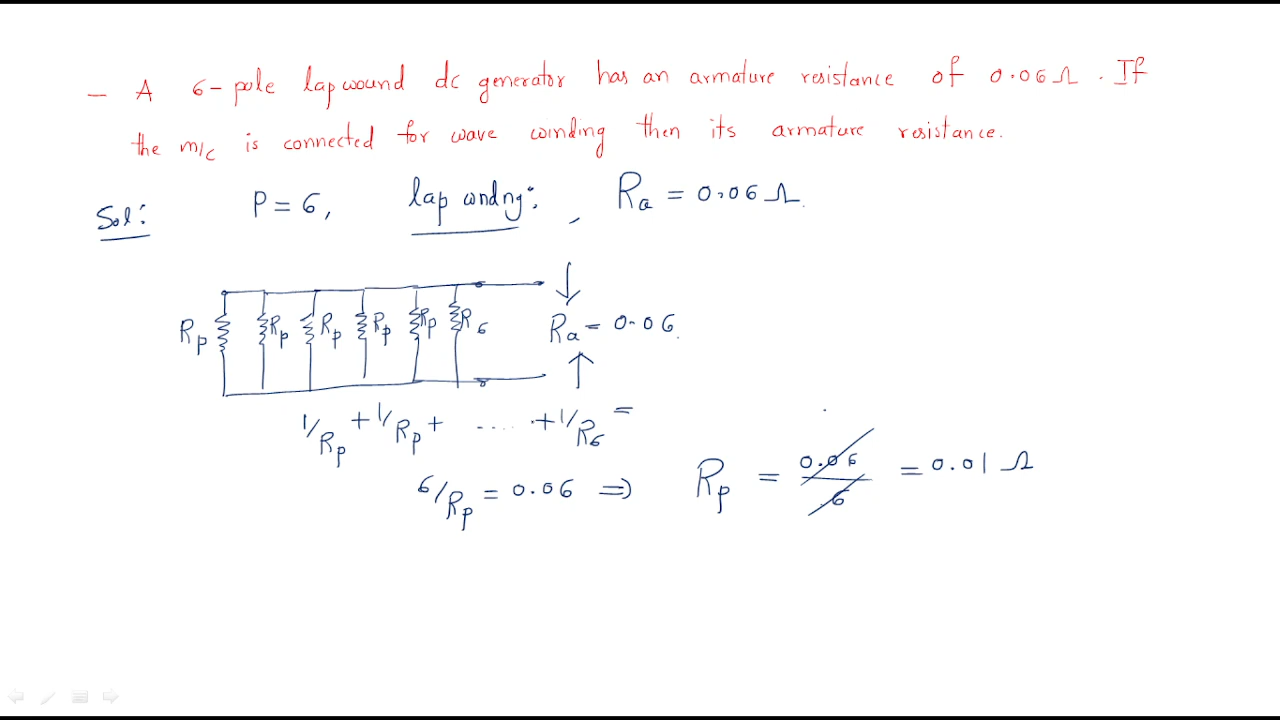 – A 6-pole lapwound dc generator has an armature resistance of 0.06Ω . If
the m/c is connected for wave winding then its armature resistance.
Sol: P = 6, lap wndng: , Ra = 0.06 Ω.
Rp Rp Rp Rp Rp R6 Ra = 0.06.
1/Rp + 1/Rp + ..... + 1/R6 =
6/Rp = 0.06 ⇒ Rp = 0.06/6 = 0.01 Ω